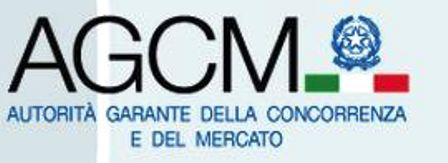 AGCM
AUTORITÀ GARANTE DELLA CONCORRENZA
E DEL MERCATO